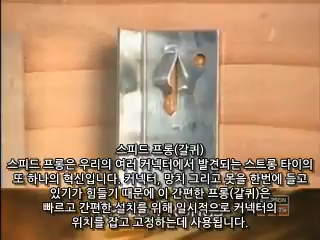 스피드 프롱(갈퀴)
스피드 프롱은 우리의 여러 커넥터에서 발견되는 스트롱 타이의
또 하나의 혁신입니다. 커넥터, 망치 그리고 못을 한번에 들고
있기가 힘들기 때문에 이 간편한 프롱(갈퀴)은
빠르고 간편한 설치를 위해 일시적으로 커넥터의
위치를 잡고 고정하는데 사용됩니다.